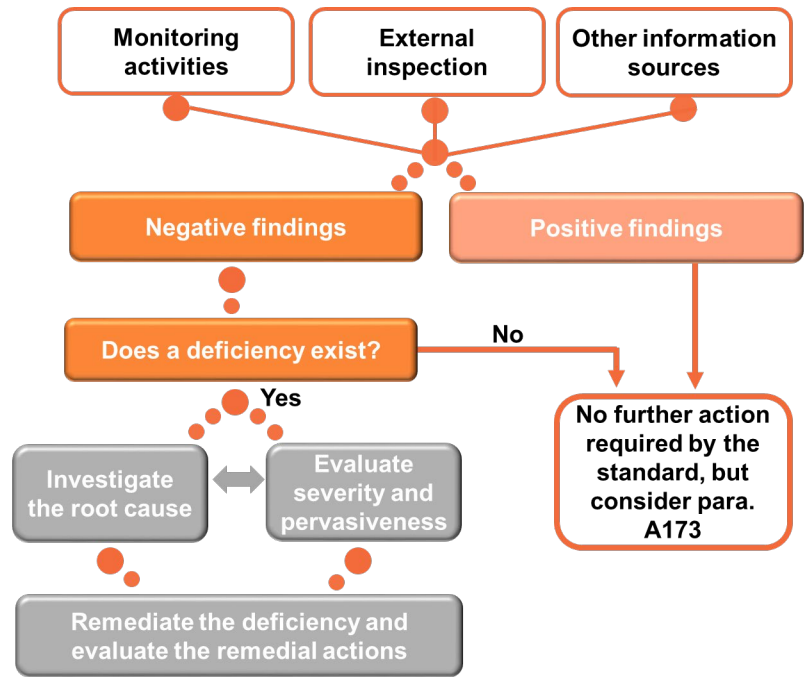 Monitoring
activities
External
inspection
Other information
sources
Negative findings
Positive findings
Does a deficiency exist?
No
Yes
No further action
required by the
standard, but
consider para.
A173
Investigate
the root cause
Evaluate
severity and
pervasiveness
Remediate the deficiency and
evaluate the remedial actions